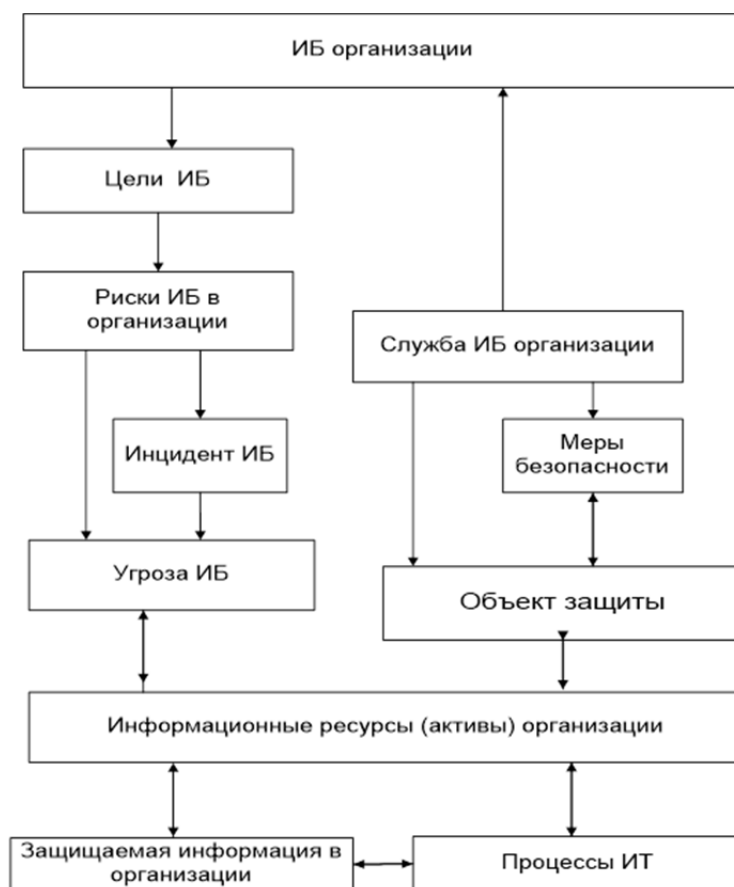 ИБ организации
Цели ИБ
Риски ИБ в
организации
Служба ИБ организации
Инцидент ИБ
Меры
безопасности
Угроза ИБ
Объект защиты
Информационные ресурсы (активы) организации
Защищаемая информация в
организации
Процессы ИТ